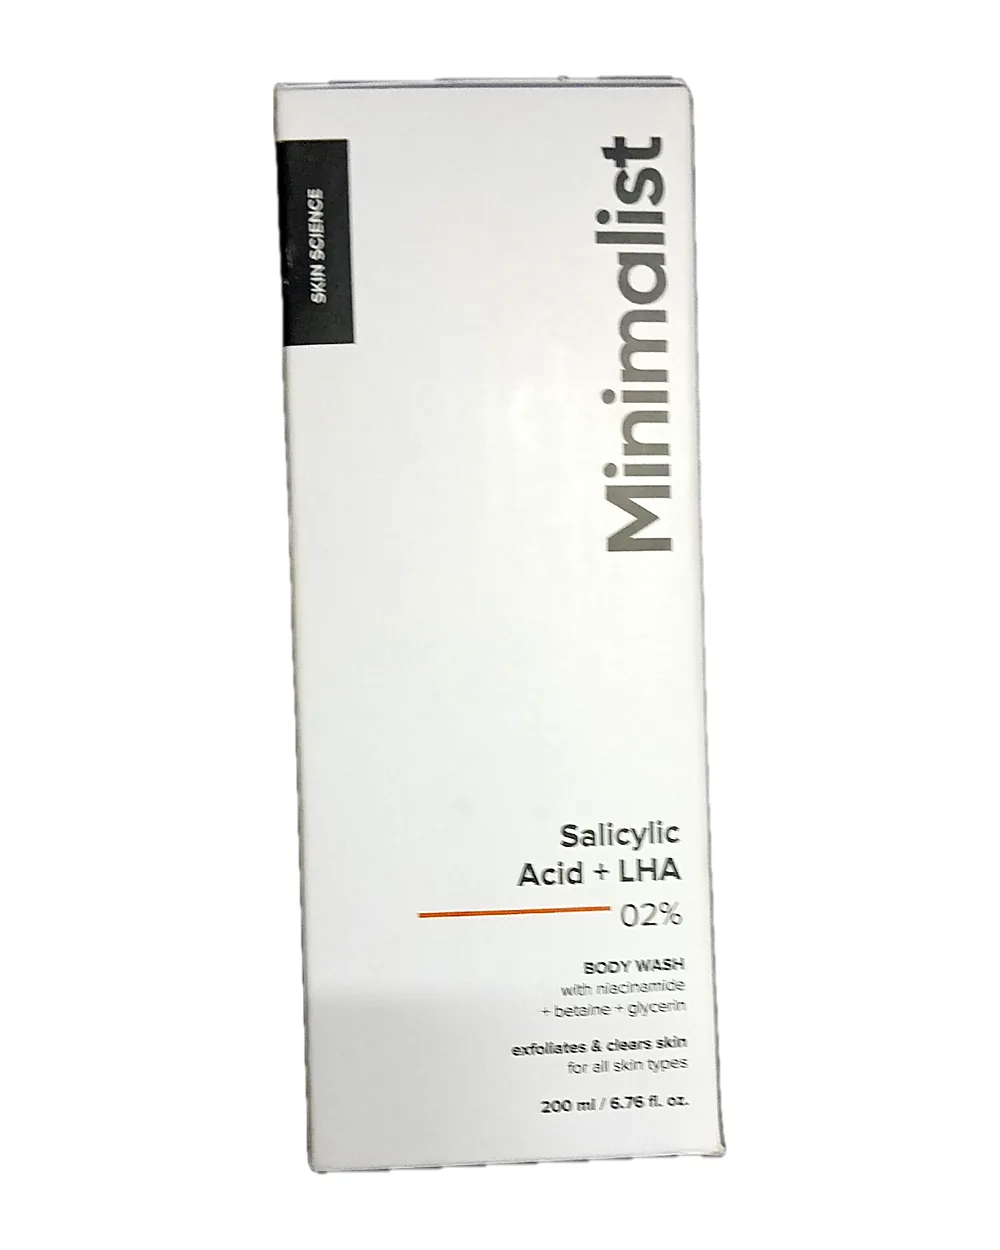 SKIN SCIENCE
Minimalist
Salicylic
Acid + LHA
02%
BODY WASH
with niacinamide
+ betaine + glycerin
exfoliates & clears skin
for all skin types
200 ml / 6.76 fl. oz.